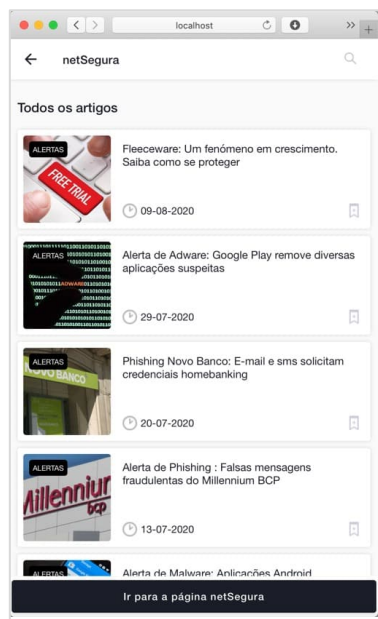 localhost
netSegura
Todos os artigos
ALERTAS
FREE TRIAL
Fleeceware: Um fenómeno em crescimento.
Saiba como se proteger
09-08-2020
ALERTAS
ADWARE
Alerta de Adware: Google Play remove diversas
aplicações suspeitas
29-07-2020
ALERTAS
NOVO BANCO
Phishing Novo Banco: E-mail e sms solicitam
credenciais homebanking
20-07-2020
ALERTAS
Millennium
bcp
Alerta de Phishing : Falsas mensagens
fraudulentas do Millennium BCP
13-07-2020
ALERTAS
Alerta de Malware: Aplicações Android
Ir para a página netSegura